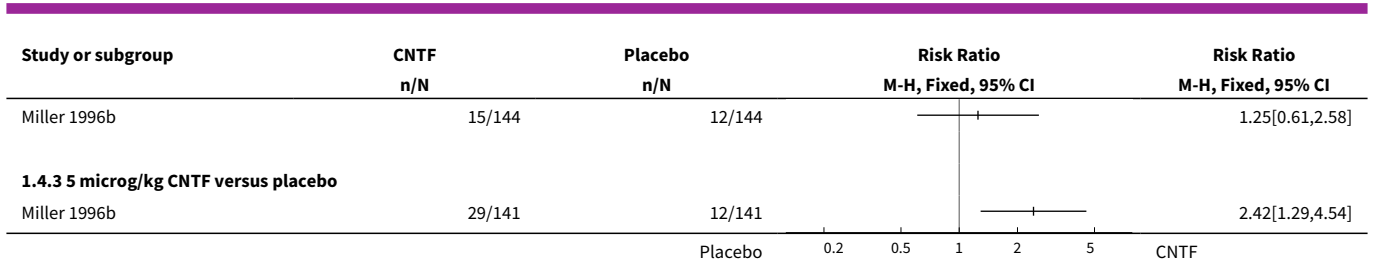 Study or subgroup CNTF Placebo Risk Ratio Risk Ratio
n/N n/N M-H, Fixed, 95% CI M-H, Fixed, 95% CI
Miller 1996b 15/144 12/144 1.25[0.61,2.58]
1.4.3 5 microg/kg CNTF versus placebo
Miller 1996b 29/141 12/141 2.42[1.29,4.54]
Placebo 0.2 0.5 1 2 5 CNTF